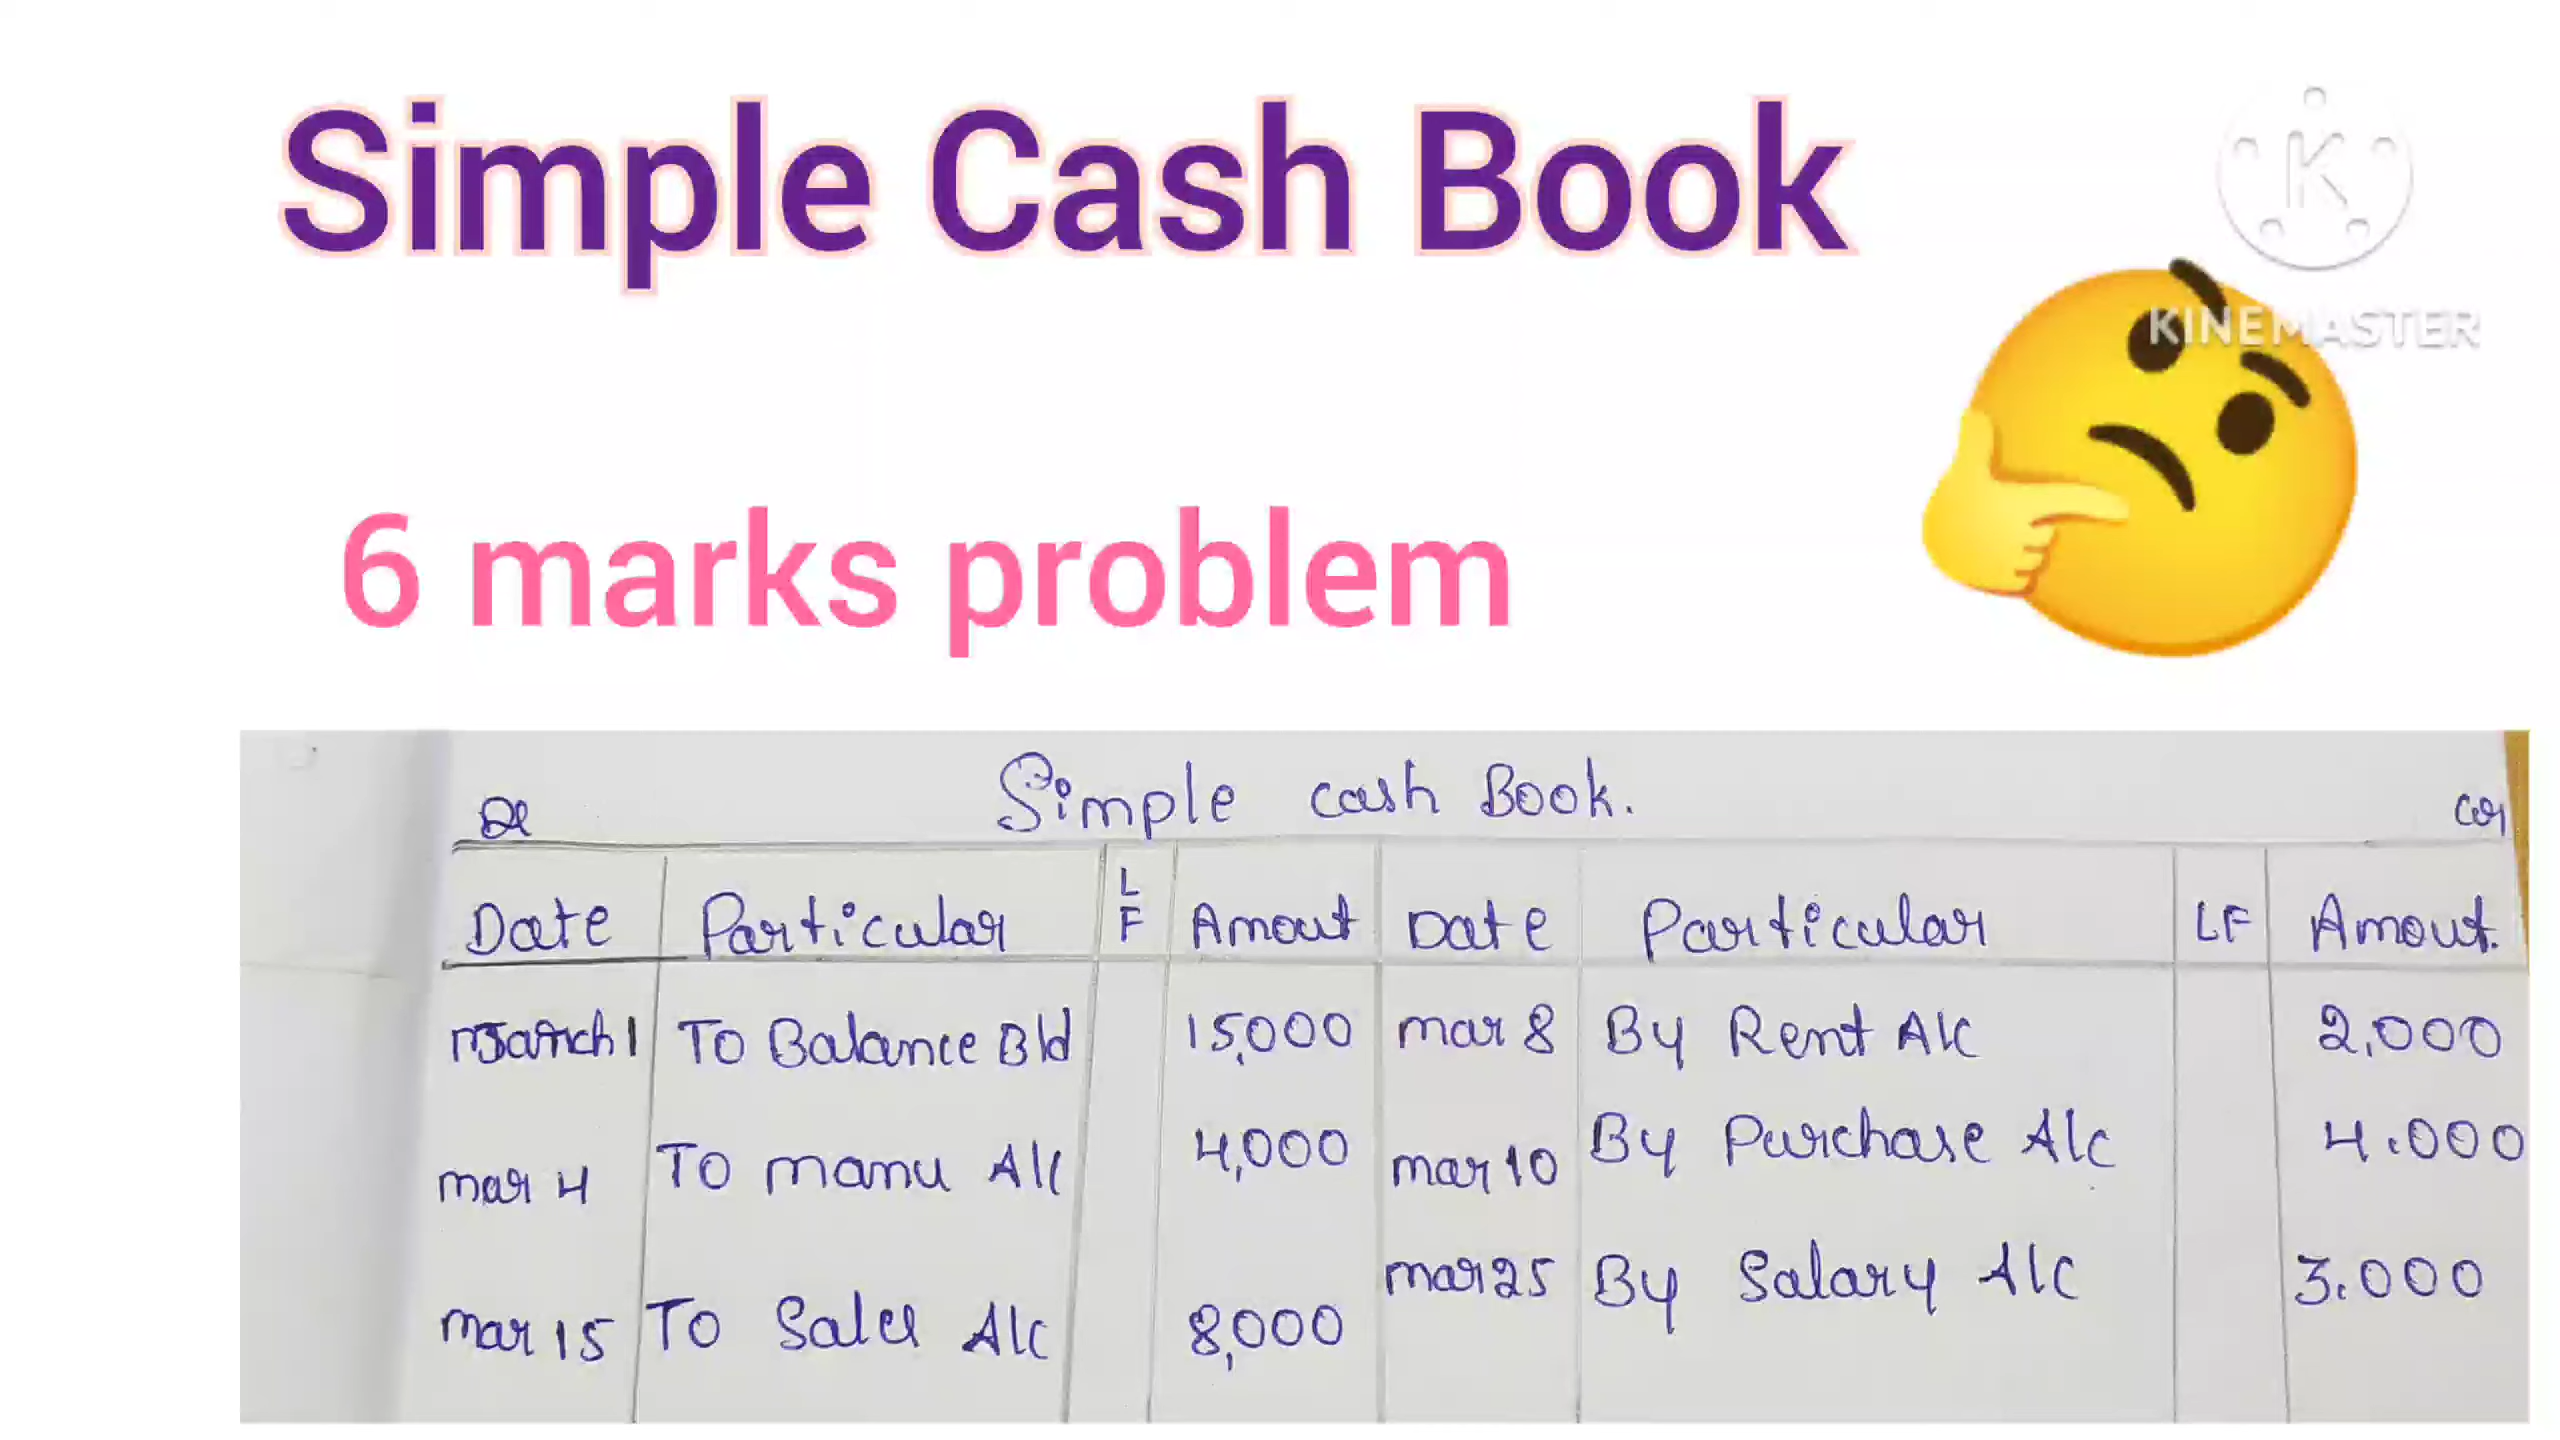 Simple Cash Book
K
KINEMASTER
6 marks problem
Simple cash Book.
Dr Cr
Date Particular LF Amout Date Particular LF Amout.
March 1 To Balance B/d 15,000 mar 8 By Rent A/c 2,000
mar 4 To manu A/c 4,000 mar 10 By Purchase A/c 4.000
mar 15 To Sales A/c 8,000 mar 25 By Salary A/c 3.000